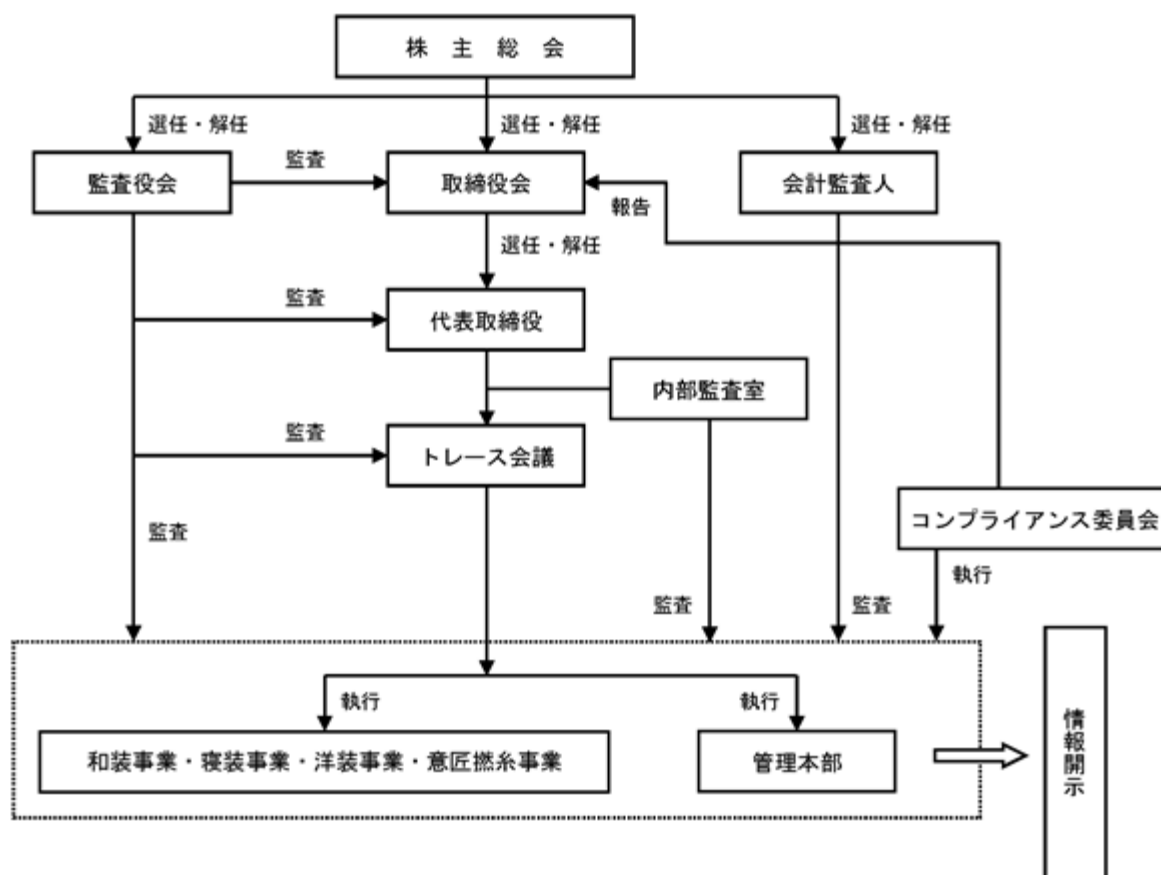 株主総会
選任・解任
選任・解任
選任・解任
監査役会
監査
取締役会
会計監査人
報告
選任・解任
監査
代表取締役
内部監査室
監査
トレース会議
コンプライアンス委員会
監査
執行
監査
監査
執行
執行
和装事業・寝装事業・洋装事業・意匠撚糸事業
管理本部
情報開示